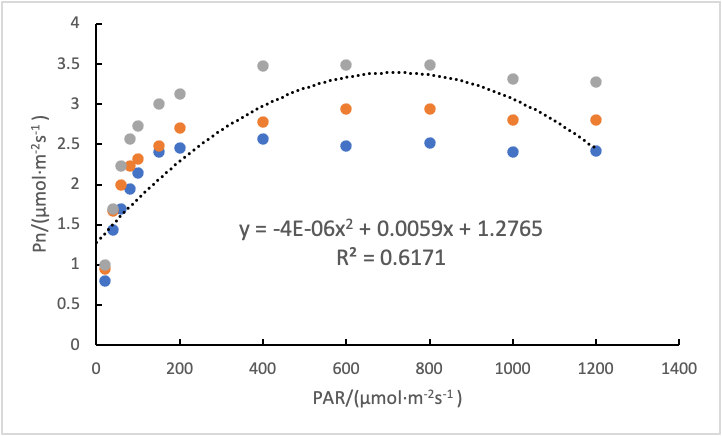 4
3.5
3
2.5
2
1.5
1
0.5
0
Pn/(μmol·m⁻²s⁻¹)
y = -4E-06x² + 0.0059x + 1.2765
R² = 0.6171
0 200 400 600 800 1000 1200 1400
PAR/(μmol·m⁻²s⁻¹)